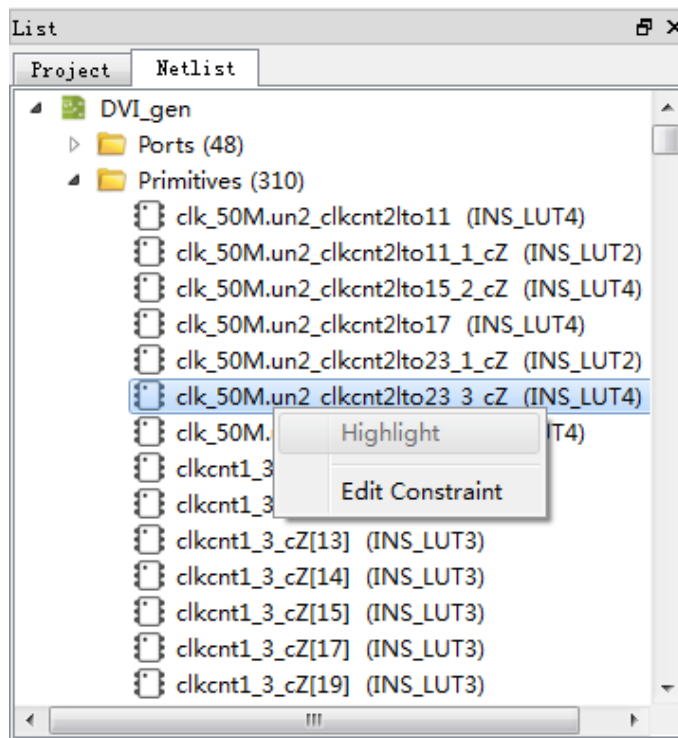 List
Project Netlist
DVI_gen
Ports (48)
Primitives (310)
clk_50M.un2_clkcnt2lto11 (INS_LUT4)
clk_50M.un2_clkcnt2lto11_1_cZ (INS_LUT2)
clk_50M.un2_clkcnt2lto15_2_cZ (INS_LUT4)
clk_50M.un2_clkcnt2lto17 (INS_LUT4)
clk_50M.un2_clkcnt2lto23_1_cZ (INS_LUT2)
clk_50M.un2_clkcnt2lto23_3_cZ (INS_LUT4)
clk_50M. Highlight T4)
clkcnt1_3
clkcnt1_3 Edit Constraint
clkcnt1_3_cZ[13] (INS_LUT3)
clkcnt1_3_cZ[14] (INS_LUT3)
clkcnt1_3_cZ[15] (INS_LUT3)
clkcnt1_3_cZ[17] (INS_LUT3)
clkcnt1_3_cZ[19] (INS_LUT3)